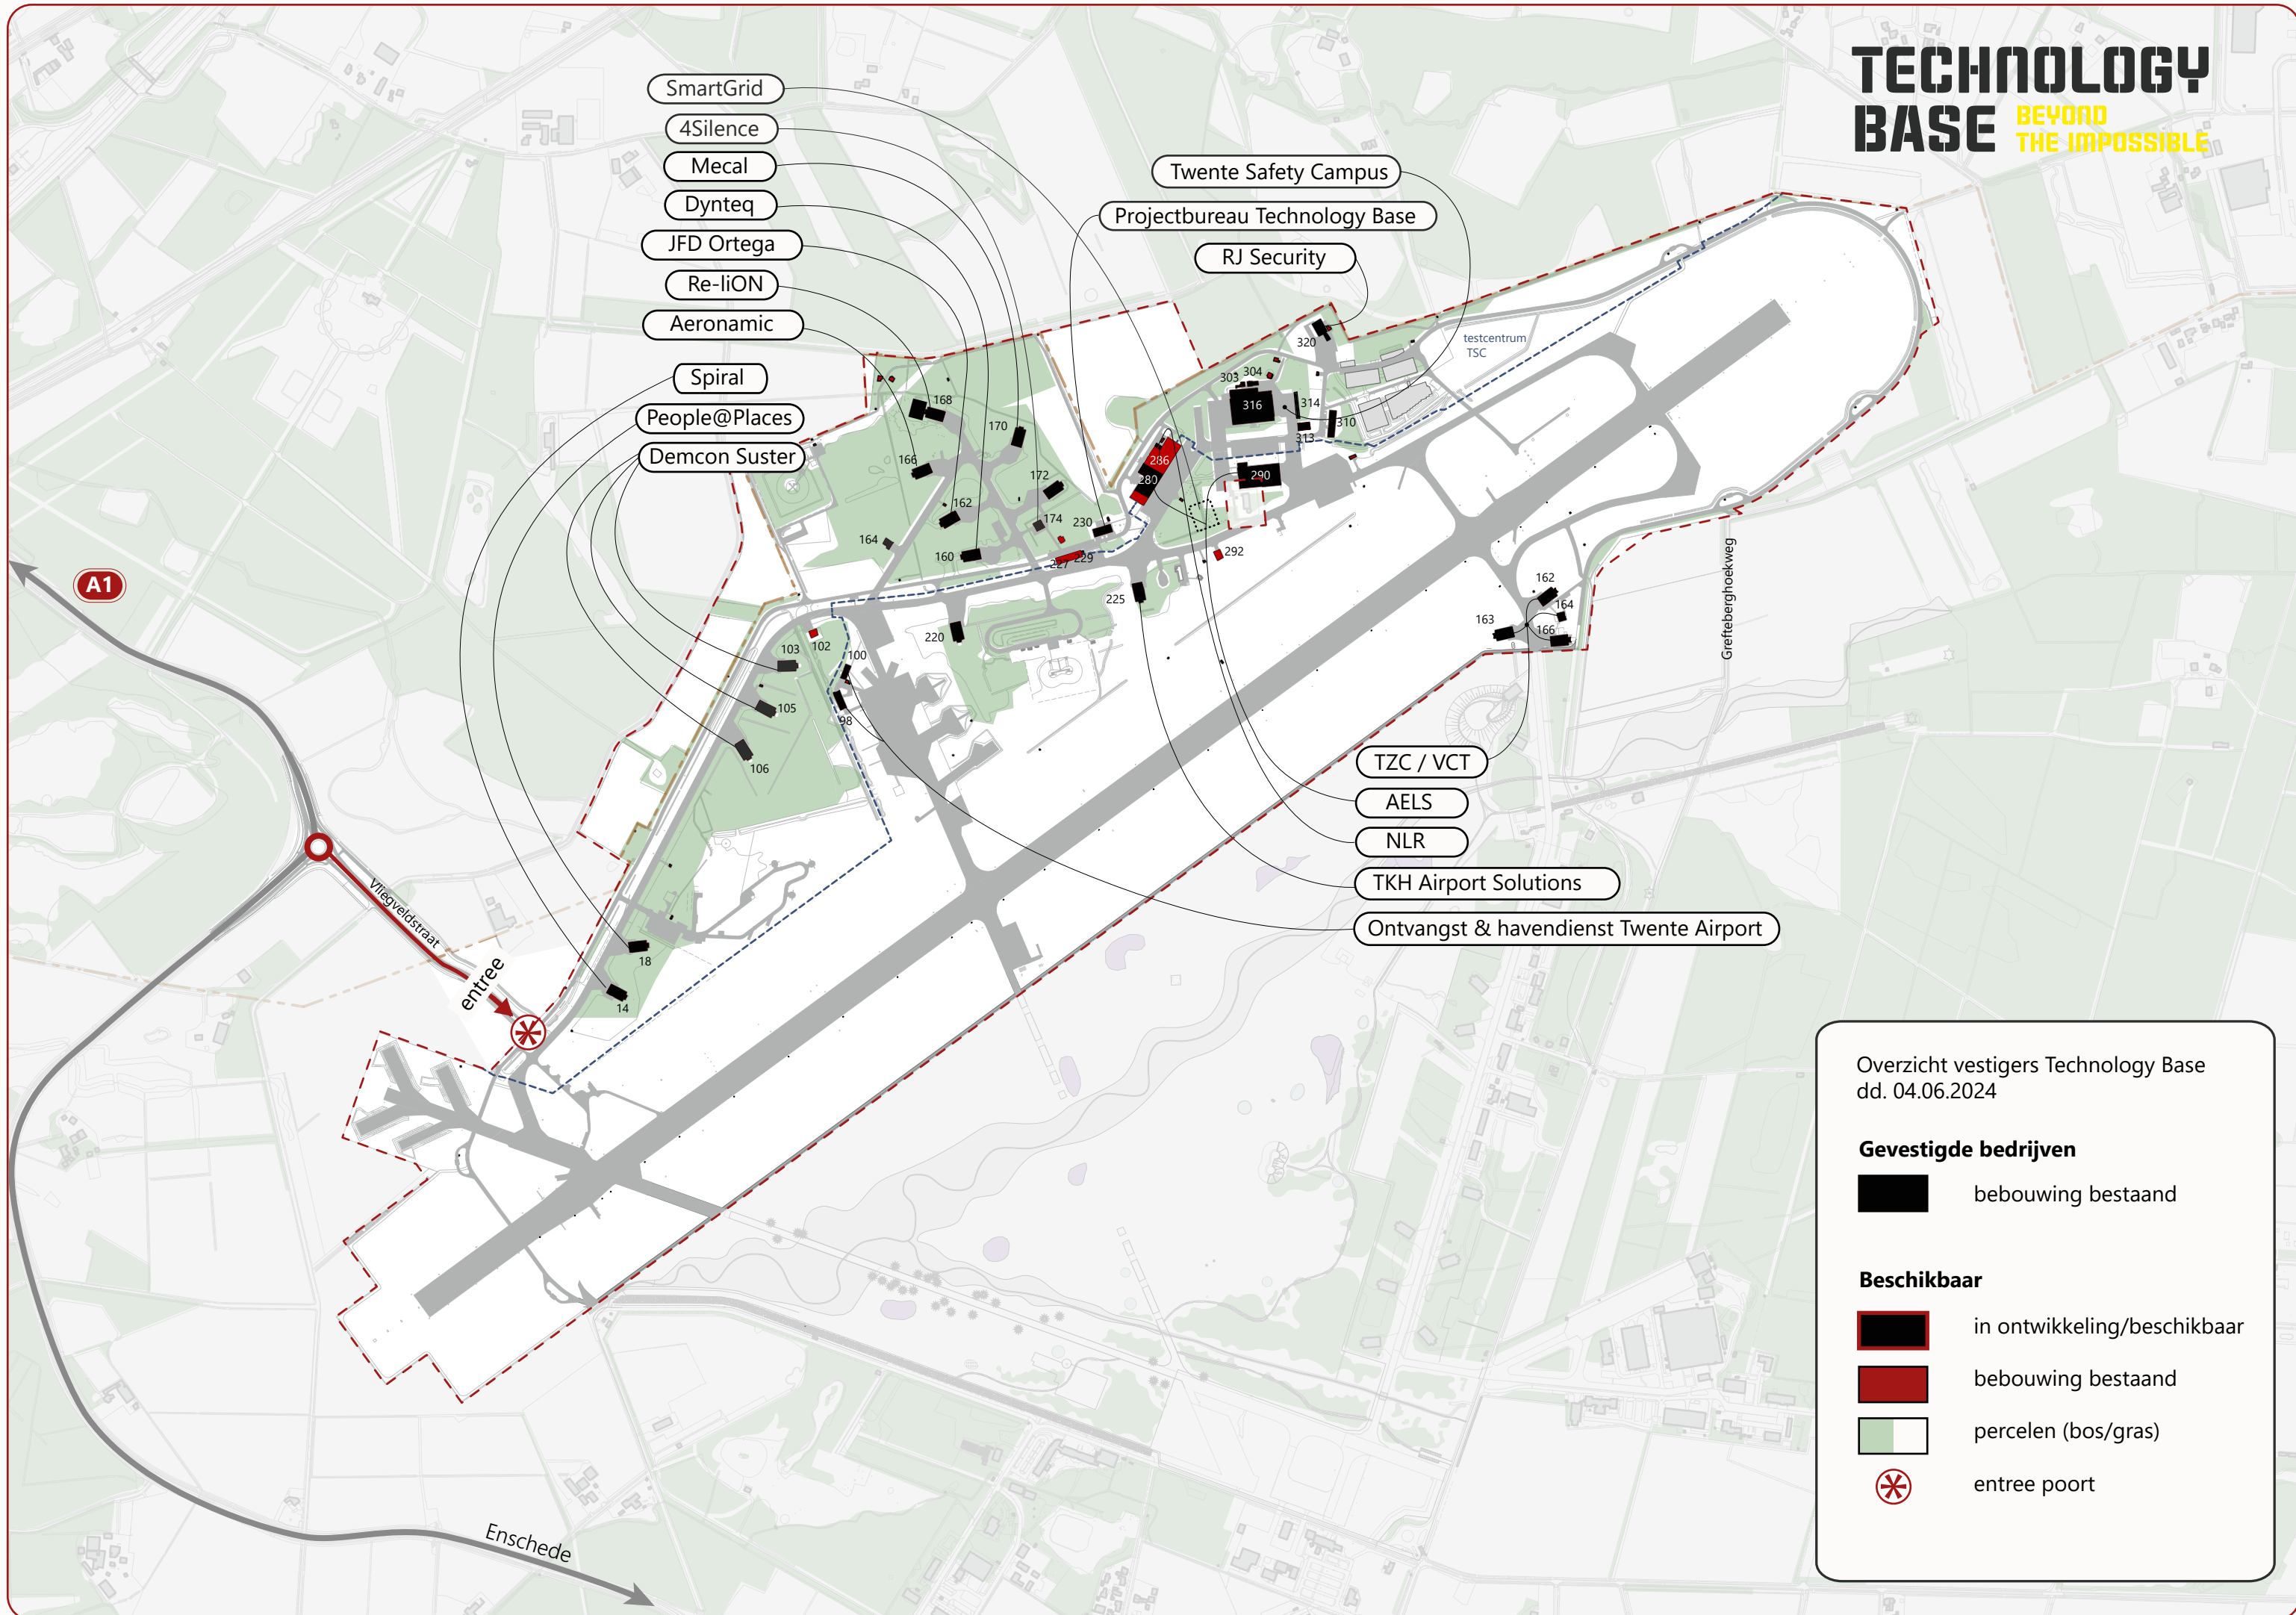 TECHNOLOGY
BASE
BEYOND
THE IMPOSSIBLE
SmartGrid
4Silence
Mecal
Dynteq
JFD Ortega
Re-liON
Aeronamic
Spiral
People@Places
Demcon Suster
Twente Safety Campus
Projectbureau Technology Base
RJ Security
testcentrum
TSC
320
303
304
316
314
313
310
168
170
166
172
286
280
290
162
174
230
164
160
227
229
292
225
220
102
103
100
105
98
106
162
164
163
166
Grefteberghoekweg
A1
TZC / VCT
AELS
NLR
TKH Airport Solutions
Ontvangst & havendienst Twente Airport
Vliegveldstraat
entree
18
14
Enschede
Overzicht vestigers Technology Base
dd. 04.06.2024
Gevestigde bedrijven
bebouwing bestaand
Beschikbaar
in ontwikkeling/beschikbaar
bebouwing bestaand
percelen (bos/gras)
entree poort